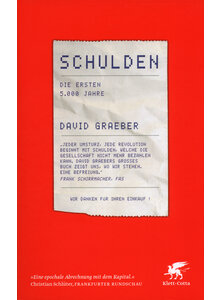 SCHULDEN
DIE ERSTEN
5.000 JAHRE
DAVID GRAEBER
„JEDER UMSTURZ, JEDE REVOLUTION
BEGINNT MIT SCHULDEN, WELCHE DIE
GESELLSCHAFT NICHT MEHR BEZAHLEN
KANN. DAVID GRAEBERS GROSSES
BUCH ZEIGT UNS, WO WIR STEHEN.
EINE BEFREIUNG.“
FRANK SCHIRRMACHER, FAS
WIR DANKEN FÜR IHREN EINKAUF!
»Eine epochale Abrechnung mit dem Kapital.«
Christian Schlüter, FRANKFURTER RUNDSCHAU
Klett-Cotta